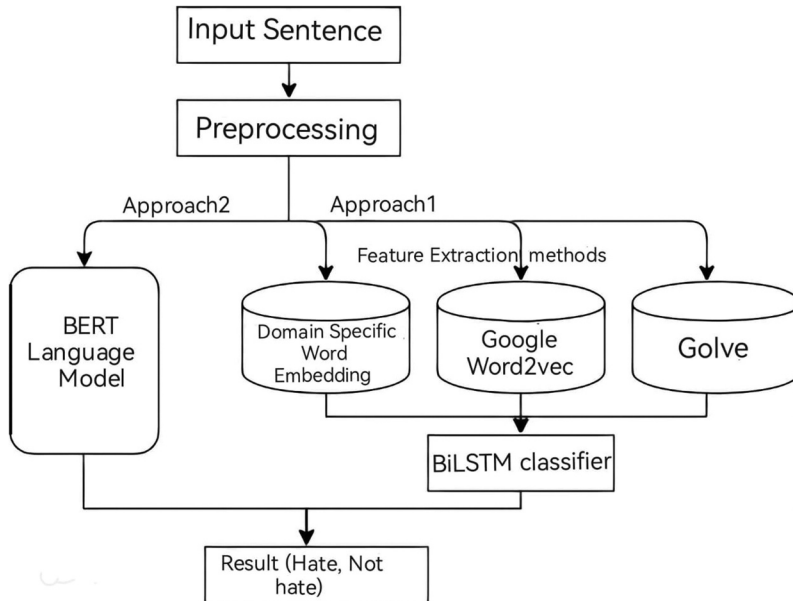 Input Sentence
Preprocessing
Approach2
Approach1
Feature Extraction methods
BERT
Language
Model
Domain Specific
Word
Embedding
Google
Word2vec
Golve
BiLSTM classifier
Result (Hate, Not
hate)